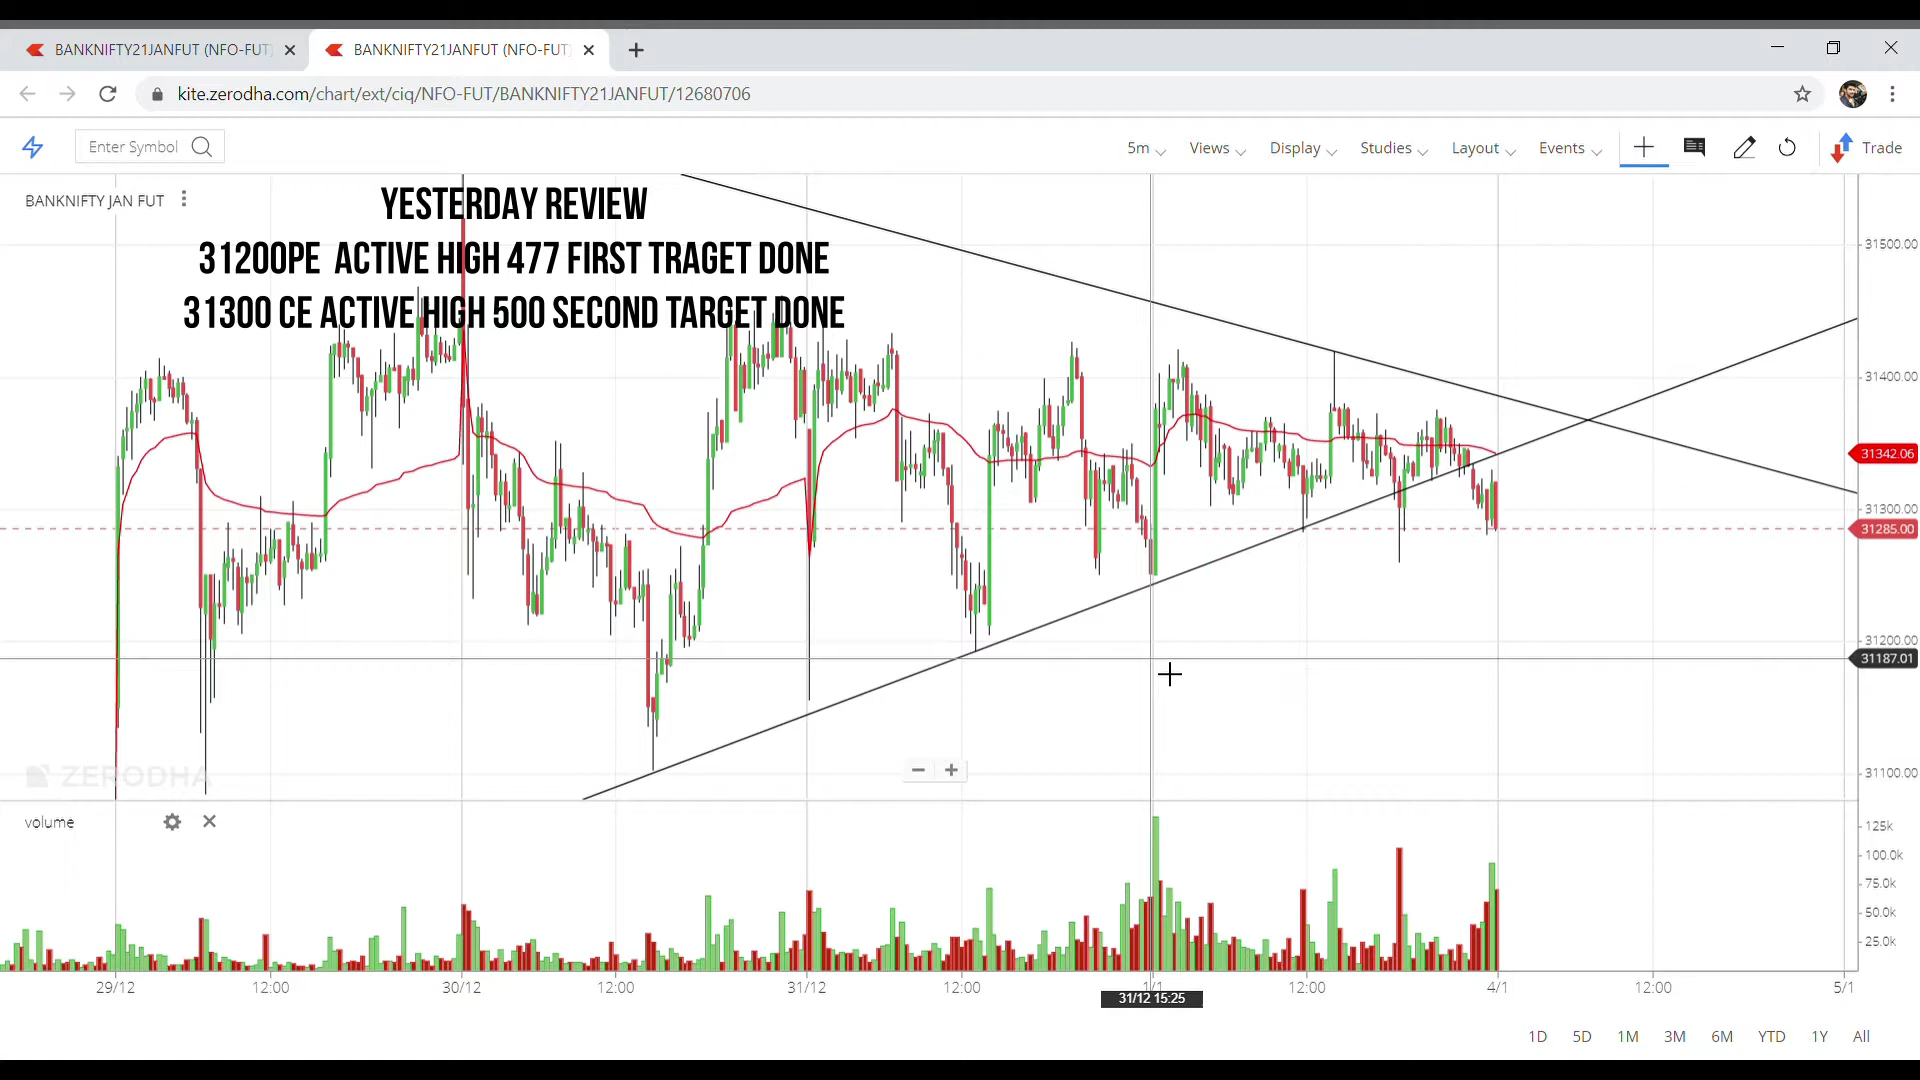 BANKNIFTY21JANFUT (NFO-FUT)
BANKNIFTY21JANFUT (NFO-FUT)
kite.zerodha.com/chart/ext/ciq/NFO-FUT/BANKNIFTY21JANFUT/12680706
Enter Symbol
5m Views Display Studies Layout Events Trade
BANKNIFTY JAN FUT
YESTERDAY REVIEW
31200PE ACTIVE HIGH 477 FIRST TRAGET DONE
31300 CE ACTIVE HIGH 500 SECOND TARGET DONE
31500.00
31400.00
31342.06
31300.00
31285.00
31200.00
31187.01
31100.00
ZERODHA
volume
125k
100.0k
75.0k
50.0k
25.0k
29/12 12:00 30/12 12:00 31/12 12:00 1/1 12:00 4/1 12:00 5/1
31/12 15:25
1D 5D 1M 3M 6M YTD 1Y All